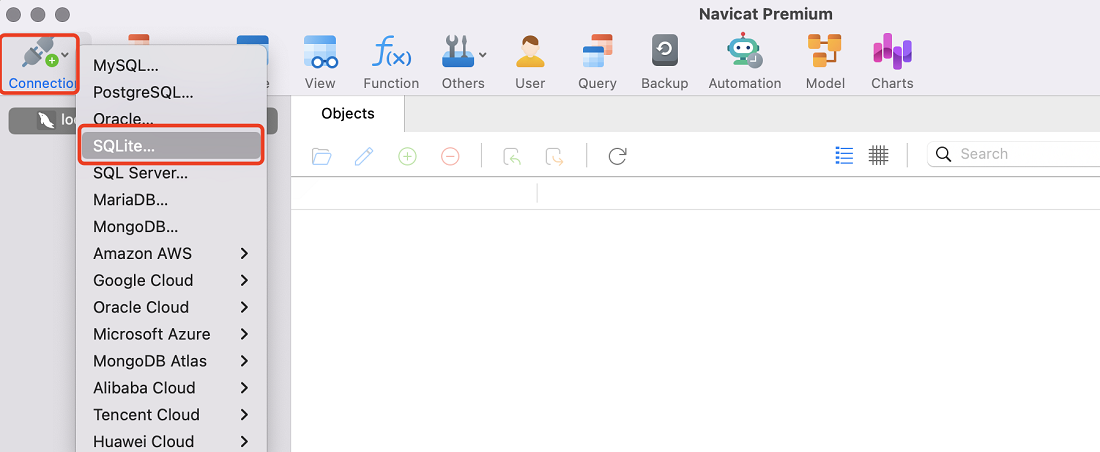 Navicat Premium
Connection
View
Function
Others
User
Query
Backup
Automation
Model
Charts
MySQL...
PostgreSQL...
Oracle...
SQLite...
SQL Server...
MariaDB...
MongoDB...
Amazon AWS
Google Cloud
Oracle Cloud
Microsoft Azure
MongoDB Atlas
Alibaba Cloud
Tencent Cloud
Huawei Cloud
Objects
Search